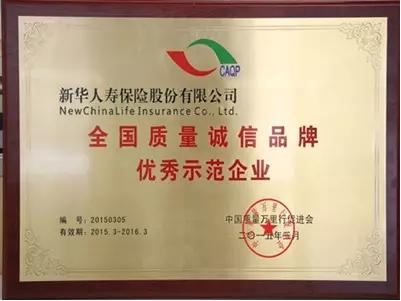 CAQP
新华人寿保险股份有限公司
NewChinaLife Insurance Co., Ltd.
全国质量诚信品牌
优秀示范企业
编 号：20150305
有效期：2015.3-2016.3
中国质量万里行促进会
二〇一五年三月